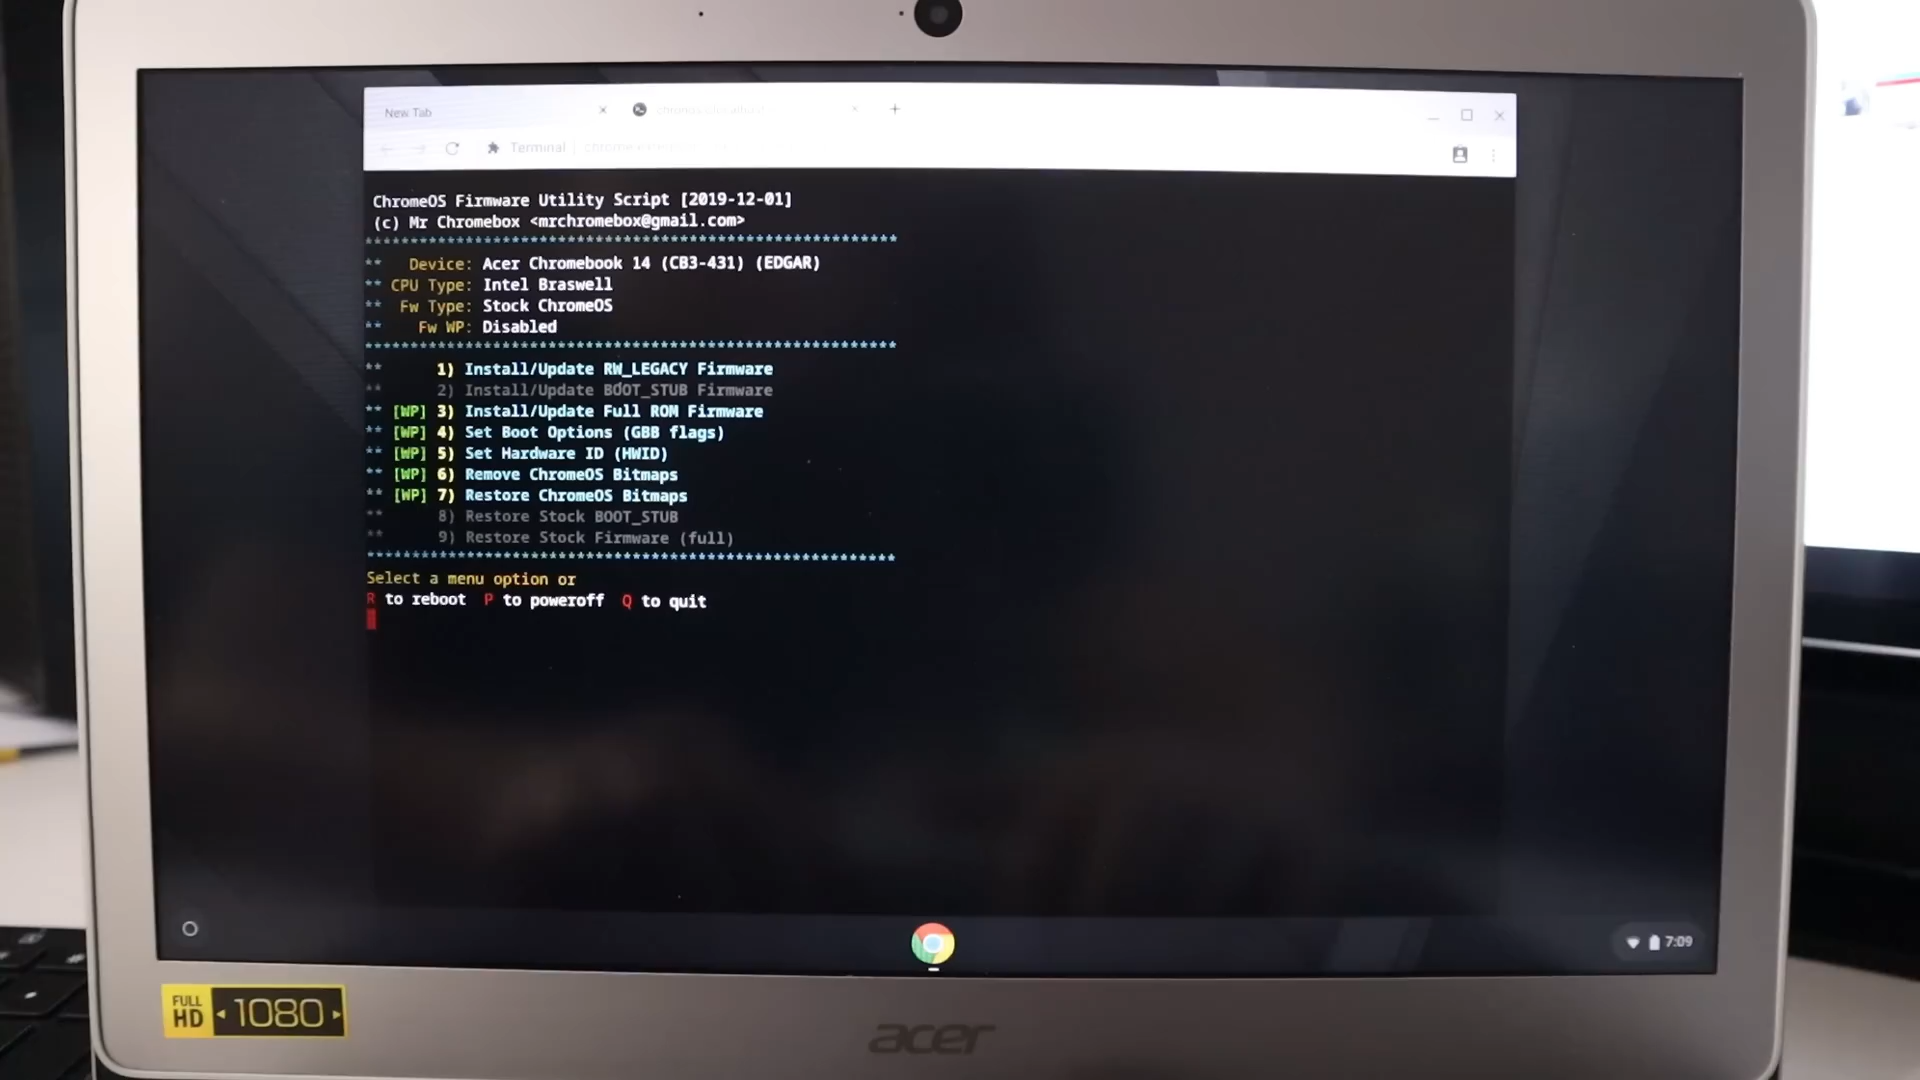 New Tab
Terminal
ChromeOS Firmware Utility Script [2019-12-01]
(c) Mr Chromebox <mrchromebox@gmail.com>
*********************************************************
** Device: Acer Chromebook 14 (CB3-431) (EDGAR)
** CPU Type: Intel Braswell
** Fw Type: Stock ChromeOS
** Fw WP: Disabled
*********************************************************
** 1) Install/Update RW_LEGACY Firmware
** 2) Install/Update BOOT_STUB Firmware
** [WP] 3) Install/Update Full ROM Firmware
** [WP] 4) Set Boot Options (GBB flags)
** [WP] 5) Set Hardware ID (HWID)
** [WP] 6) Remove ChromeOS Bitmaps
** [WP] 7) Restore ChromeOS Bitmaps
** 8) Restore Stock BOOT_STUB
** 9) Restore Stock Firmware (full)
*********************************************************
Select a menu option or
R to reboot P to poweroff Q to quit
7:09
FULL HD 1080
acer